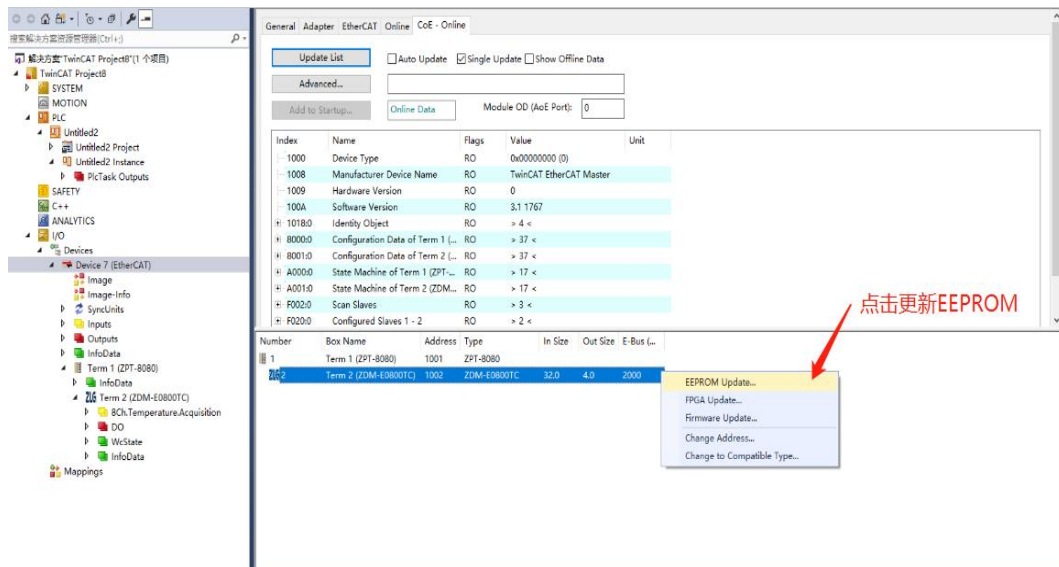 搜索解决方案资源管理器(Ctrl+;)
解决方案"TwinCAT Project8"(1 个项目)
TwinCAT Project8
SYSTEM
MOTION
PLC
Untitled2
Untitled2 Project
Untitled2 Instance
PlcTask Outputs
SAFETY
C++
ANALYTICS
I/O
Devices
Device 7 (EtherCAT)
Image
Image-Info
SyncUnits
Inputs
Outputs
InfoData
Term 1 (ZPT-8080)
InfoData
ZLG Term 2 (ZDM-E0800TC)
8Ch.Temperature.Acquisition
DO
WcState
InfoData
Mappings
General Adapter EtherCAT Online CoE - Online
Update List Auto Update Single Update Show Offline Data
Advanced...
Add to Startup... Online Data Module OD (AoE Port): 0
Index Name Flags Value Unit
1000 Device Type RO 0x00000000 (0)
1008 Manufacturer Device Name RO TwinCAT EtherCAT Master
1009 Hardware Version RO 0
100A Software Version RO 3.1 1767
1018:0 Identity Object RO > 4 <
8000:0 Configuration Data of Term 1 (... RO > 37 <
8001:0 Configuration Data of Term 2 (... RO > 37 <
A000:0 State Machine of Term 1 (ZPT-... RO > 17 <
A001:0 State Machine of Term 2 (ZDM... RO > 17 <
F002:0 Scan Slaves RO > 3 <
F020:0 Configured Slaves 1 - 2 RO > 2 <
点击更新EEPROM
Number Box Name Address Type In Size Out Size E-Bus (...
1 Term 1 (ZPT-8080) 1001 ZPT-8080
ZLG 2 Term 2 (ZDM-E0800TC) 1002 ZDM-E0800TC 32.0 4.0 2000
EEPROM Update...
FPGA Update...
Firmware Update...
Change Address...
Change to Compatible Type...